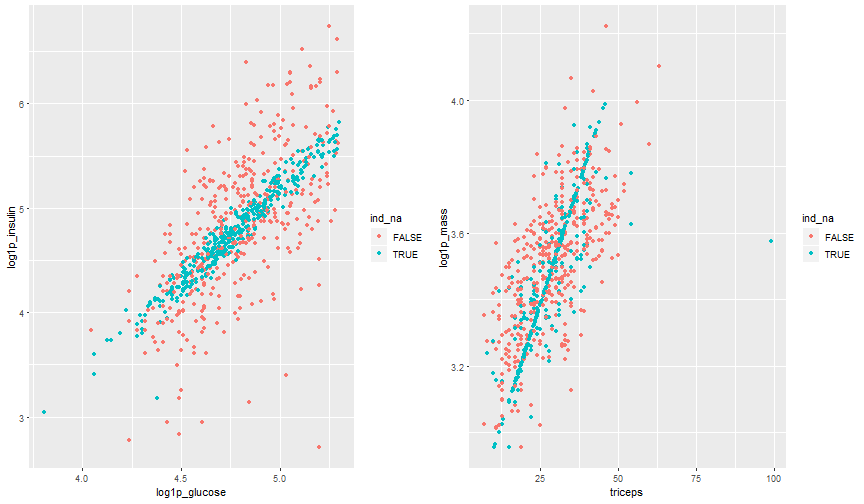 log1p_insulin
6
5
4
3
4.0
4.5
5.0
log1p_glucose
ind_na
FALSE
TRUE
log1p_mass
4.0
3.6
3.2
25
50
75
100
triceps
ind_na
FALSE
TRUE